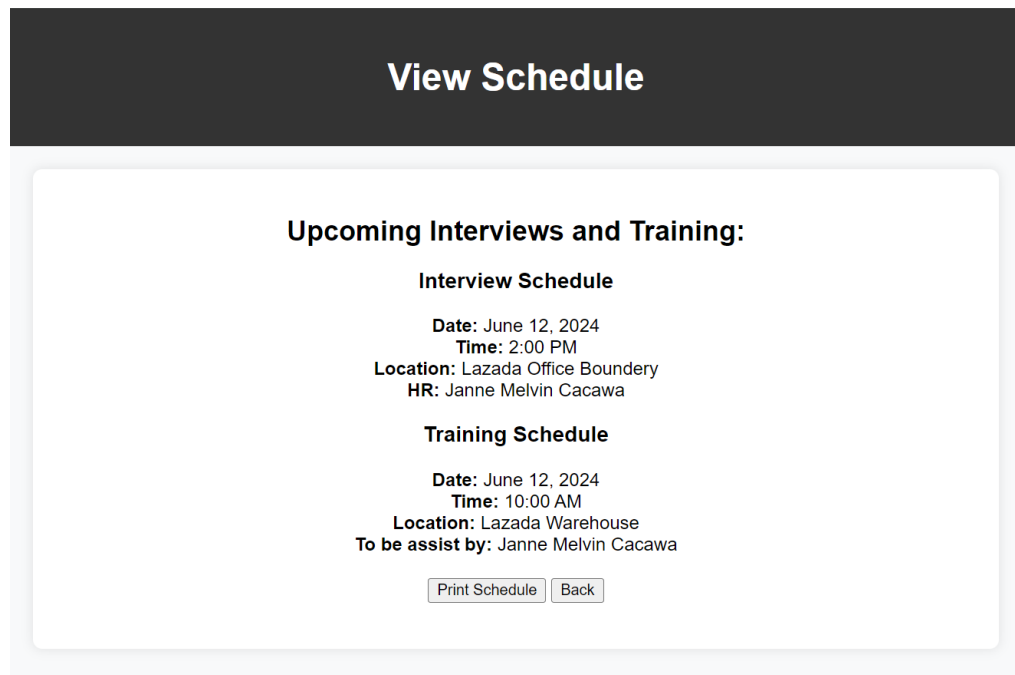 View Schedule
Upcoming Interviews and Training:
Interview Schedule
Date: June 12, 2024
Time: 2:00 PM
Location: Lazada Office Boundery
HR: Janne Melvin Cacawa
Training Schedule
Date: June 12, 2024
Time: 10:00 AM
Location: Lazada Warehouse
To be assist by: Janne Melvin Cacawa
Print Schedule Back